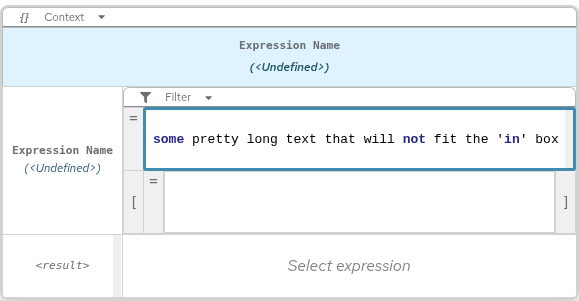 {} Context
Expression Name
(<Undefined>)
Filter
Expression Name
(<Undefined>)
=
some pretty long text that will not fit the 'in' box
[ = ]
<result>
Select expression